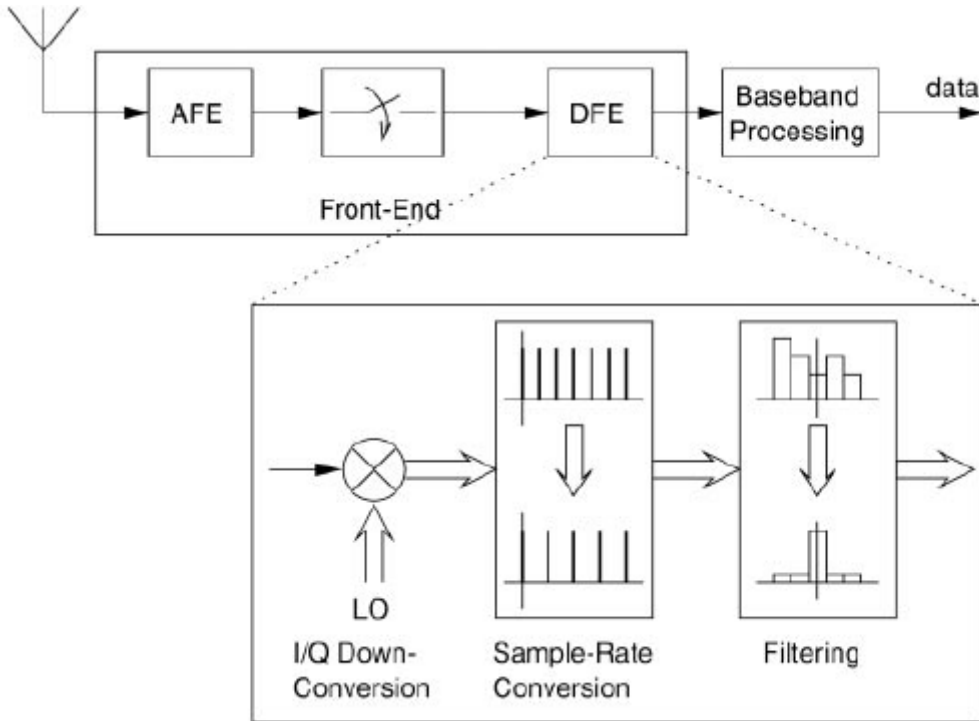 AFE
DFE
Baseband
Processing
data
Front-End
LO
I/Q Down-
Conversion
Sample-Rate
Conversion
Filtering